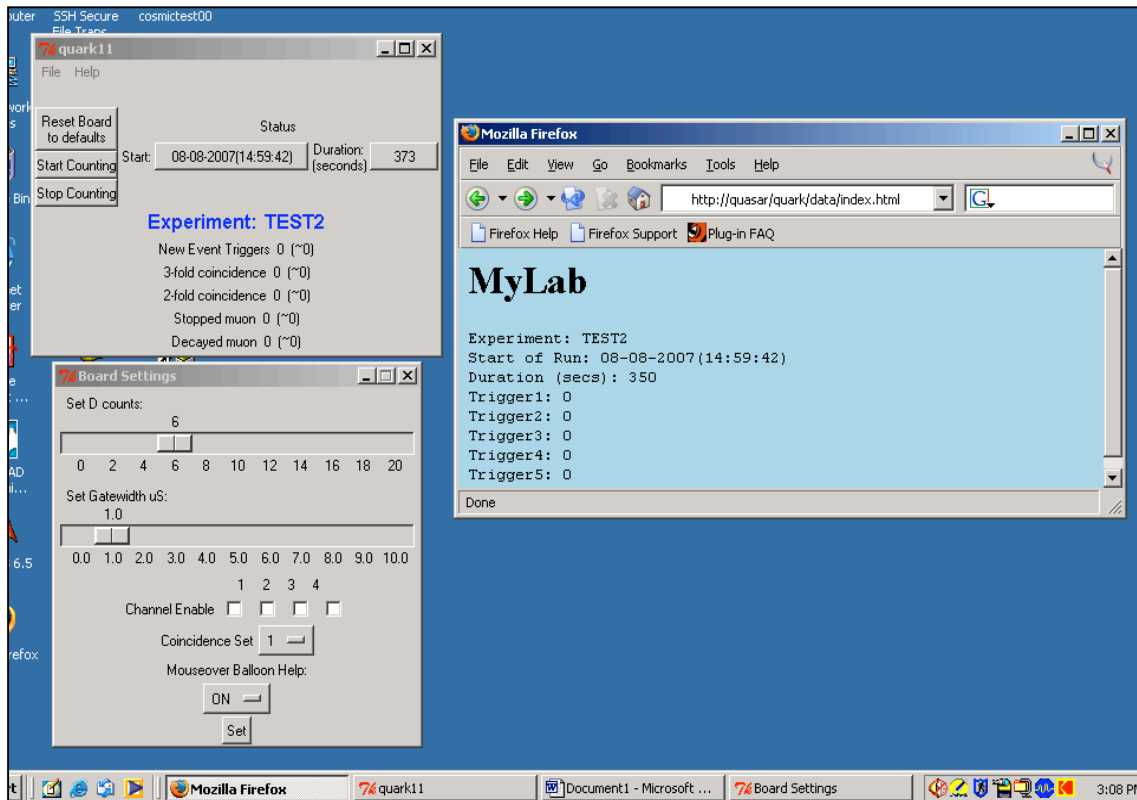 SSH Secure
File Trans
cosmictest00
quark11
File Help
Reset Board
to defaults
Start Counting
Stop Counting
Status
Start: 08-08-2007(14:59:42) Duration:
(seconds) 373
Experiment: TEST2
New Event Triggers 0 (~0)
3-fold coincidence 0 (~0)
2-fold coincidence 0 (~0)
Stopped muon 0 (~0)
Decayed muon 0 (~0)
Board Settings
Set D counts:
6
0 2 4 6 8 10 12 14 16 18 20
Set Gatewidth uS:
1.0
0.0 1.0 2.0 3.0 4.0 5.0 6.0 7.0 8.0 9.0 10.0
1 2 3 4
Channel Enable
Coincidence Set 1
Mouseover Balloon Help:
ON
Set
Mozilla Firefox
File Edit View Go Bookmarks Tools Help
http://quasar/quark/data/index.html G
Firefox Help Firefox Support Plug-in FAQ
MyLab
Experiment: TEST2
Start of Run: 08-08-2007(14:59:42)
Duration (secs): 350
Trigger1: 0
Trigger2: 0
Trigger3: 0
Trigger4: 0
Trigger5: 0
Done
Bin
6.5
Mozilla Firefox quark11 Document1 - Microsoft ... Board Settings 3:08 PM